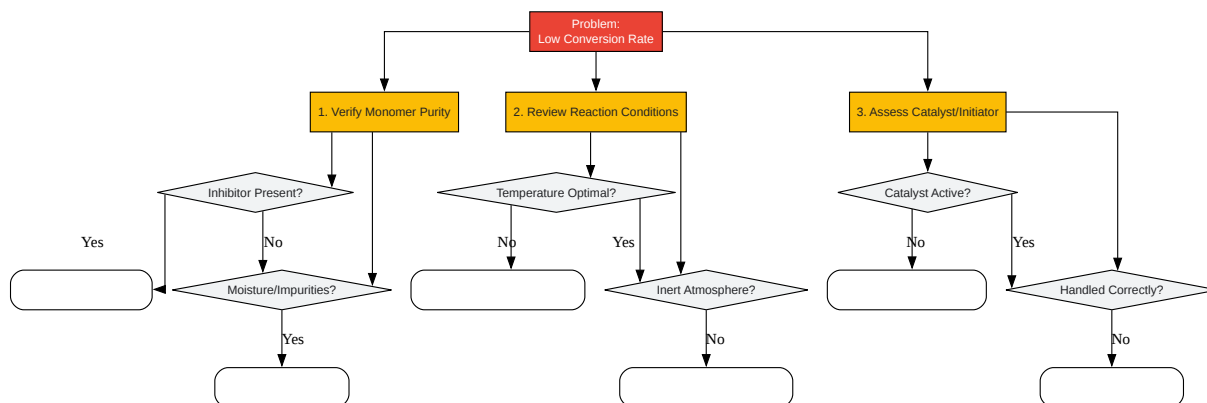 Problem:
Low Conversion Rate
1. Verify Monomer Purity
2. Review Reaction Conditions
3. Assess Catalyst/Initiator
Inhibitor Present?
Temperature Optimal?
Catalyst Active?
Yes
No
No
Yes
No
Yes
Moisture/Impurities?
Inert Atmosphere?
Handled Correctly?
Yes
No
No